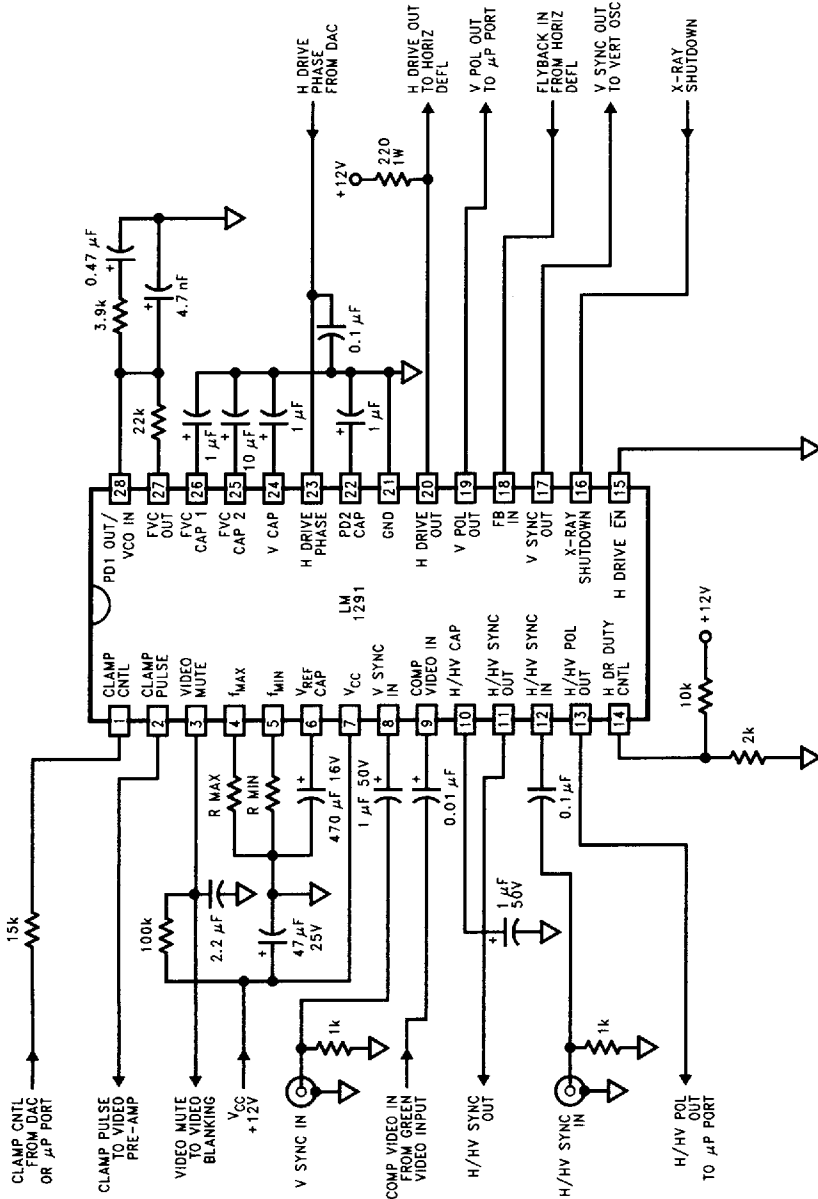 CLAMP CNTL
FROM DAC
OR µP PORT
15k
CLAMP PULSE
TO VIDEO
PRE-AMP
VIDEO MUTE
TO VIDEO
BLANKING
VCC
+12V
100k
2.2 µF
47 µF
25V
R MAX
R MIN
470 µF 16V
1 µF 50V
V SYNC IN
1k
COMP VIDEO IN
FROM GREEN
VIDEO INPUT
0.01 µF
H/HV SYNC
OUT
1 µF
50V
H/HV SYNC
IN
1k
0.1µF
H/HV POL
OUT
TO µP PORT
10k
+12V
2k
1
CLAMP
CNTL
2
CLAMP
PULSE
3
VIDEO
MUTE
4
fMAX
5
fMIN
6
VREF
CAP
7
VCC
8
V SYNC
IN
9
COMP
VIDEO IN
10
H/HV CAP
11
H/HV SYNC
OUT
12
H/HV SYNC
IN
13
H/HV POL
OUT
14
H DR DUTY
CNTL
LM
1291
PD1 OUT/
VCO IN
28
FVC
OUT
27
FVC
CAP 1
26
FVC
CAP 2
25
V CAP
24
H DRIVE
PHASE
23
PD2
CAP
22
GND
21
H DRIVE
OUT
20
V POL
OUT
19
FB
IN
18
V SYNC
OUT
17
X-RAY
SHUTDOWN
16
H DRIVE E̅N̅
15
22k
3.9k
0.47 µF
4.7 nF
1 µF
10 µF
1 µF
1 µF
0.1 µF
H DRIVE
PHASE
FROM DAC
+12V
220
1W
H DRIVE OUT
TO HORIZ
DEFL
V POL OUT
TO µP PORT
FLYBACK IN
FROM HORIZ
DEFL
V SYNC OUT
TO VERT OSC
X-RAY
SHUTDOWN